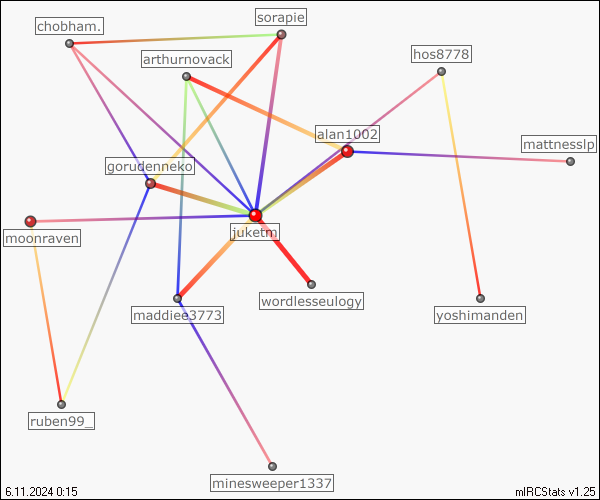 sorapie
chobham.
arthurnovack
hos8778
alan1002
mattnesslp
gorudenneko
juketm
moonraven
wordlesseulogy
maddiee3773
yoshimanden
ruben99_
minesweeper1337
6.11.2024 0:15
mIRCStats v1.25